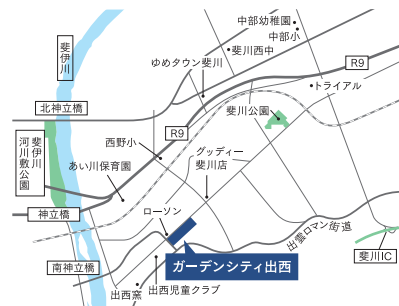 中部幼稚園
中部小
斐伊川
斐川西中
ゆめタウン斐川
R9
トライアル
北神立橋
斐川公園
R9
斐伊川
河川敷公園
西野小
グッディー
斐川店
あい川保育園
神立橋
ローソン
出雲ロマン街道
ガーデンシティ出西
斐川IC
南神立橋
出西窯
出西児童クラブ